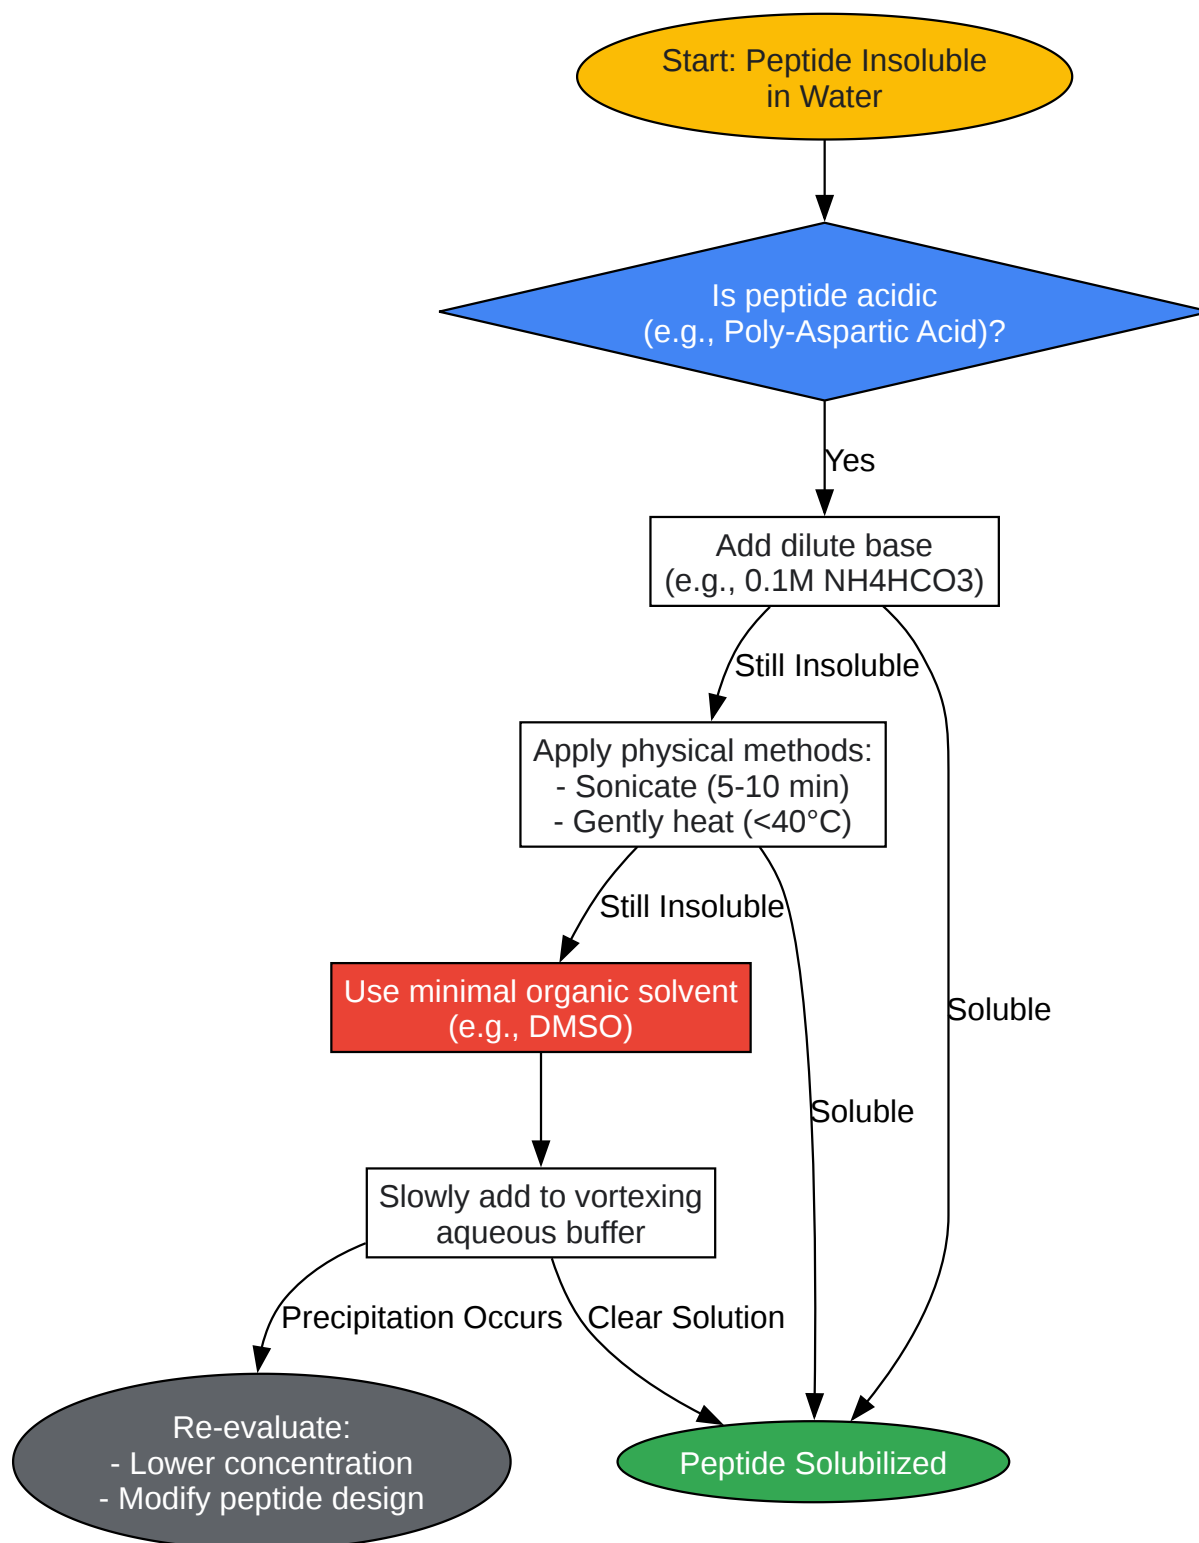 Start: Peptide Insoluble
in Water
Is peptide acidic
(e.g., Poly-Aspartic Acid)?
Yes
Add dilute base
(e.g., 0.1M NH4HCO3)
Still Insoluble
Apply physical methods:
- Sonicate (5-10 min)
- Gently heat (<40°C)
Still Insoluble
Use minimal organic solvent
(e.g., DMSO)
Soluble
Soluble
Slowly add to vortexing
aqueous buffer
Precipitation Occurs
Clear Solution
Re-evaluate:
- Lower concentration
- Modify peptide design
Peptide Solubilized